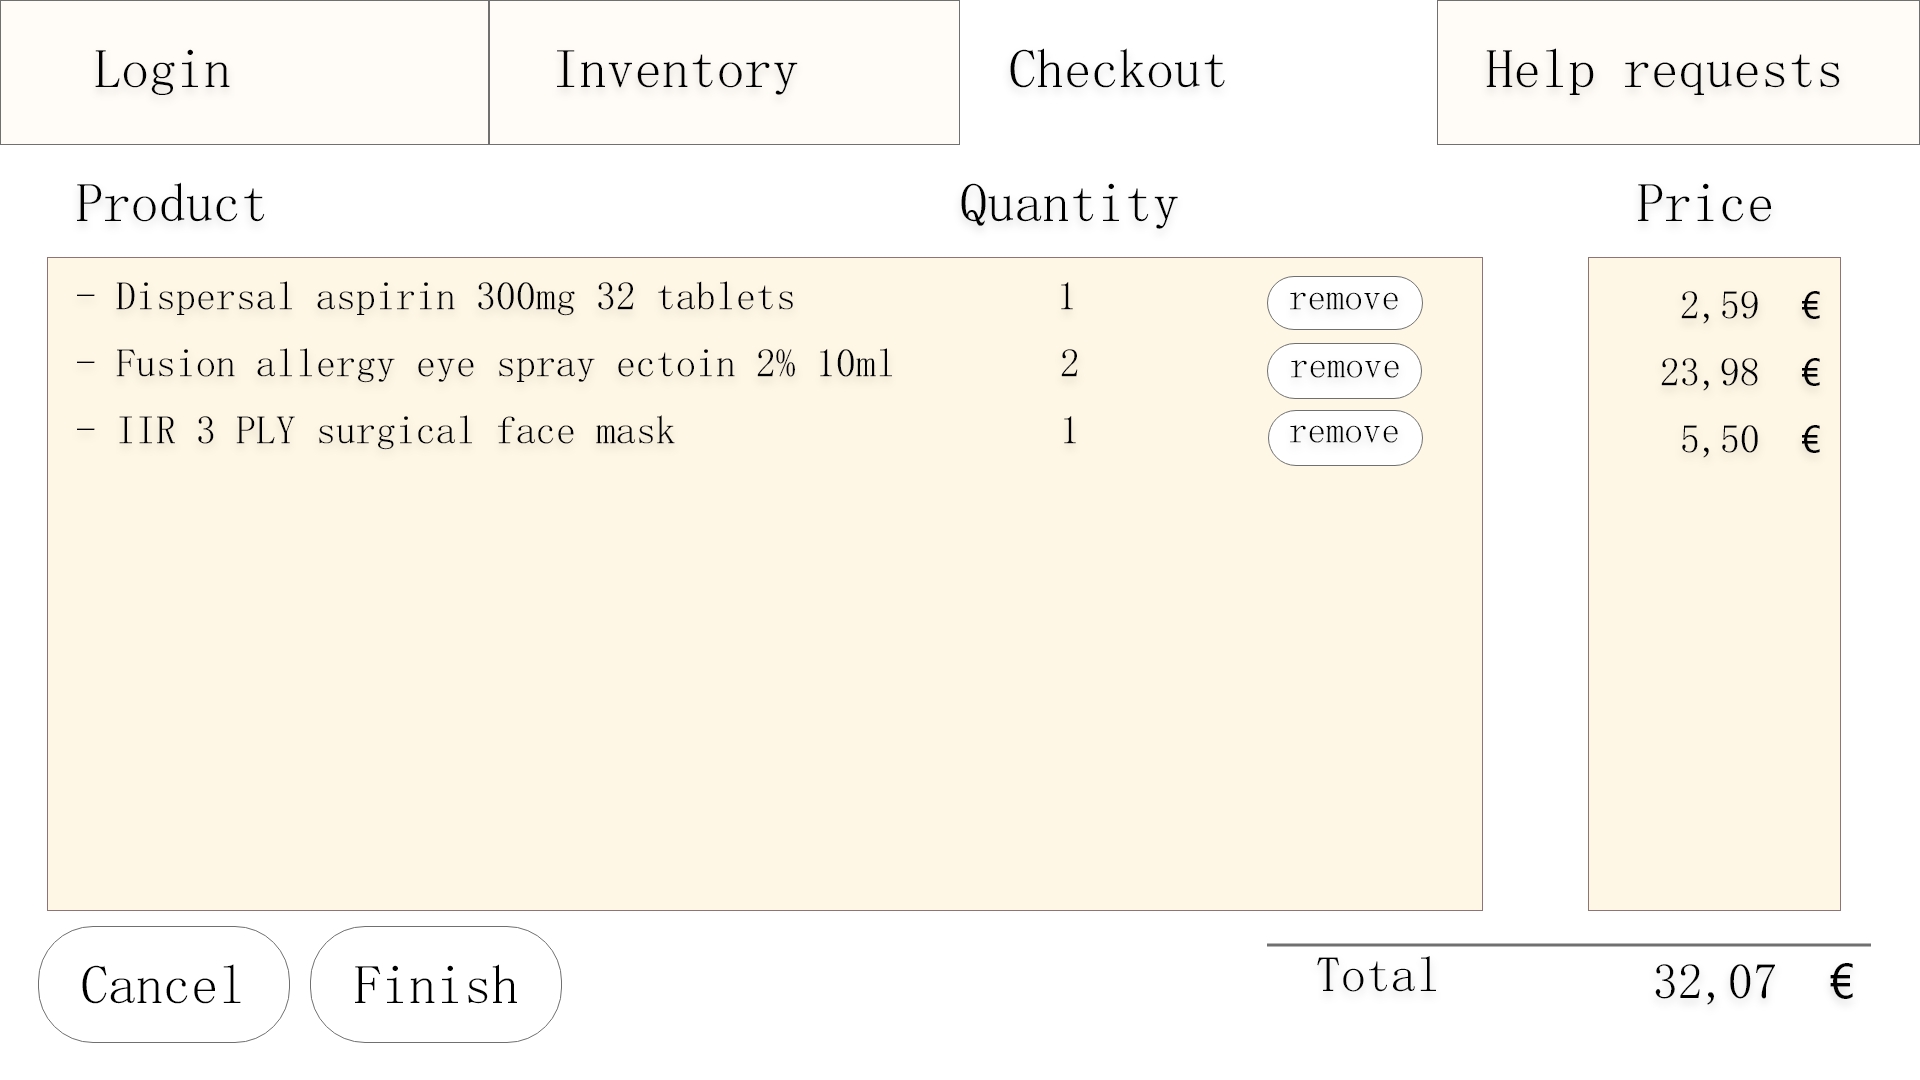 Login Inventory Checkout Help requests
Product Quantity Price
- Dispersal aspirin 300mg 32 tablets 1 remove 2,59 €
- Fusion allergy eye spray ectoin 2% 10ml 2 remove 23,98 €
- IIR 3 PLY surgical face mask 1 remove 5,50 €
Cancel Finish Total 32,07 €